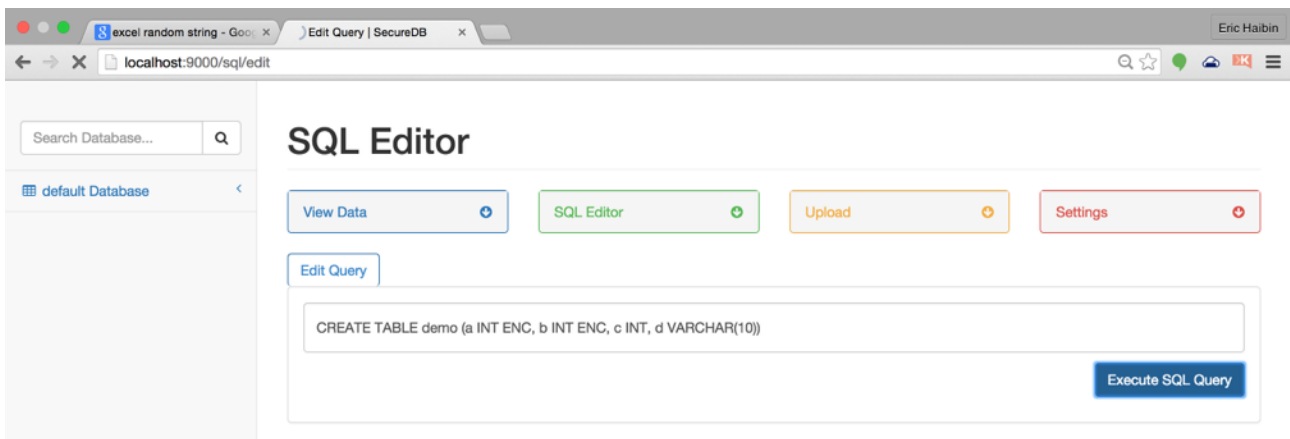 excel random string - Goog
Edit Query | SecureDB
Eric Haibin
localhost:9000/sql/edit
Search Database...
SQL Editor
default Database
View Data
SQL Editor
Upload
Settings
Edit Query
CREATE TABLE demo (a INT ENC, b INT ENC, c INT, d VARCHAR(10))
Execute SQL Query